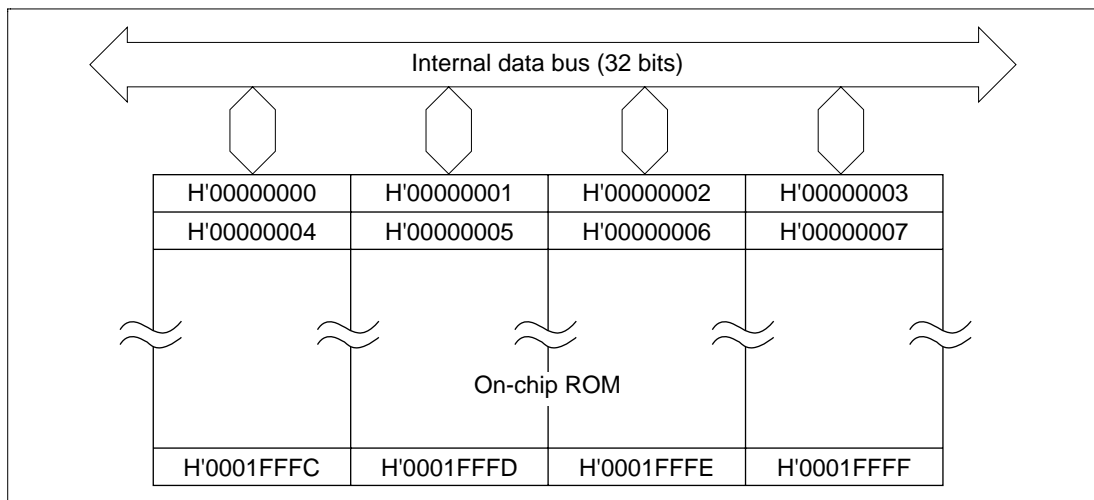 Internal data bus (32 bits)
H'00000000 H'00000001 H'00000002 H'00000003
H'00000004 H'00000005 H'00000006 H'00000007
On-chip ROM
H'0001FFFC H'0001FFFD H'0001FFFE H'0001FFFF